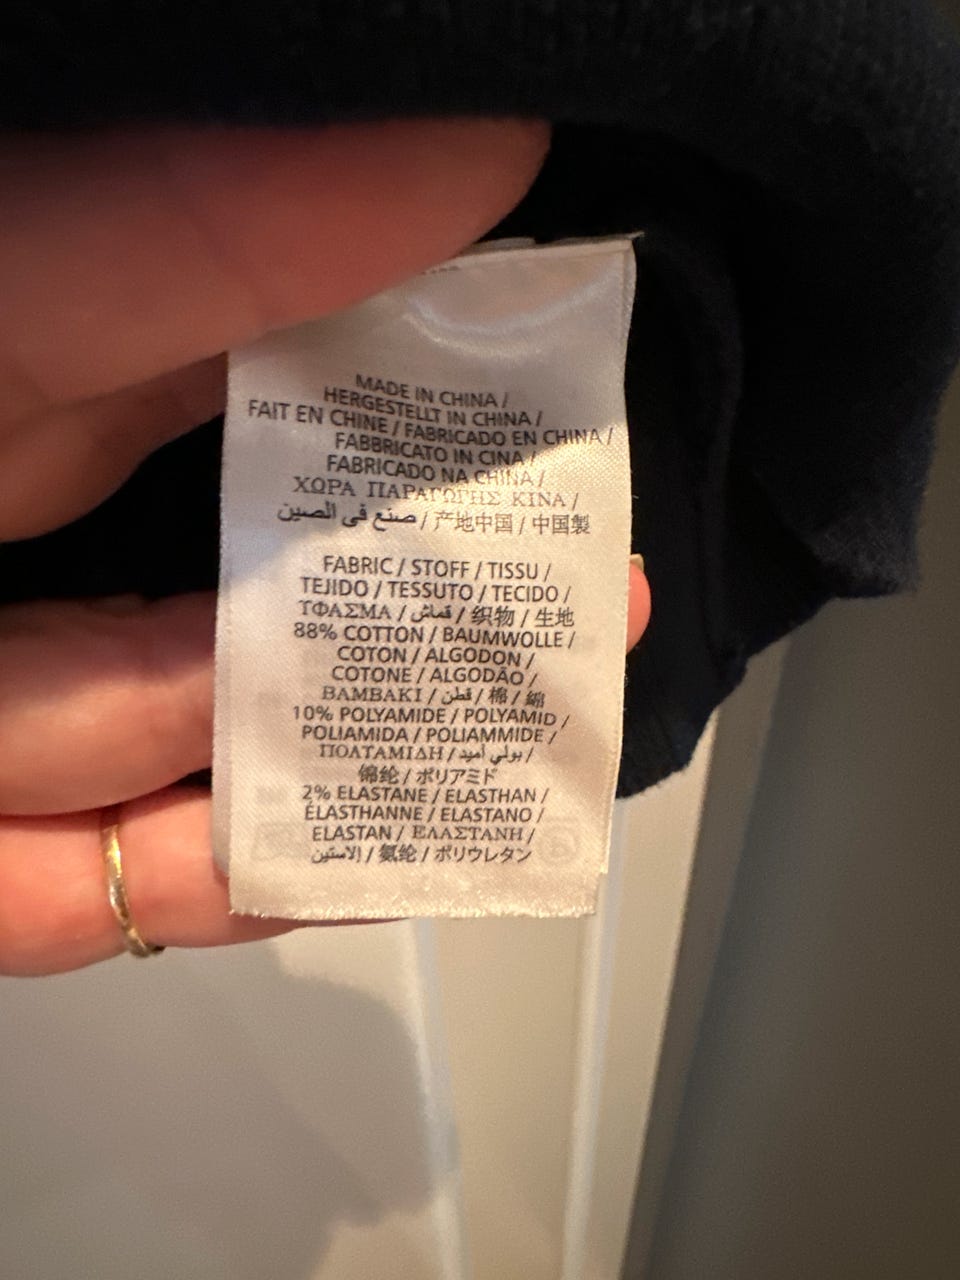 MADE IN CHINA /
HERGESTELLT IN CHINA /
FAIT EN CHINE / FABRICADO EN CHINA /
FABBRICATO IN CINA /
FABRICADO NA CHINA /
ΧΩΡΑ ΠΑΡΑΓΩΓΗΣ ΚΙΝΑ /
صنع في الصين / 产地中国 / 中国製
FABRIC / STOFF / TISSU /
TEJIDO / TESSUTO / TECIDO /
ΤΦΑΣΜΑ / قماش / 织物 / 生地
88% COTTON / BAUMWOLLE /
COTON / ALGODON /
COTONE / ALGODÃO /
ΒΑΜΒΑΚΙ / قطن / 棉 / 綿
10% POLYAMIDE / POLYAMID /
POLIAMIDA / POLIAMMIDE /
ΠΟΛΤΑΜΙΔΗ / بولي أميد /
锦纶 / ポリアミド
2% ELASTANE / ELASTHAN /
ÉLASTHANNE / ELASTANO /
ELASTAN / ΕΛΑΣΤΑΝΗ /
الاستين / 氨纶 / ポリウレタン